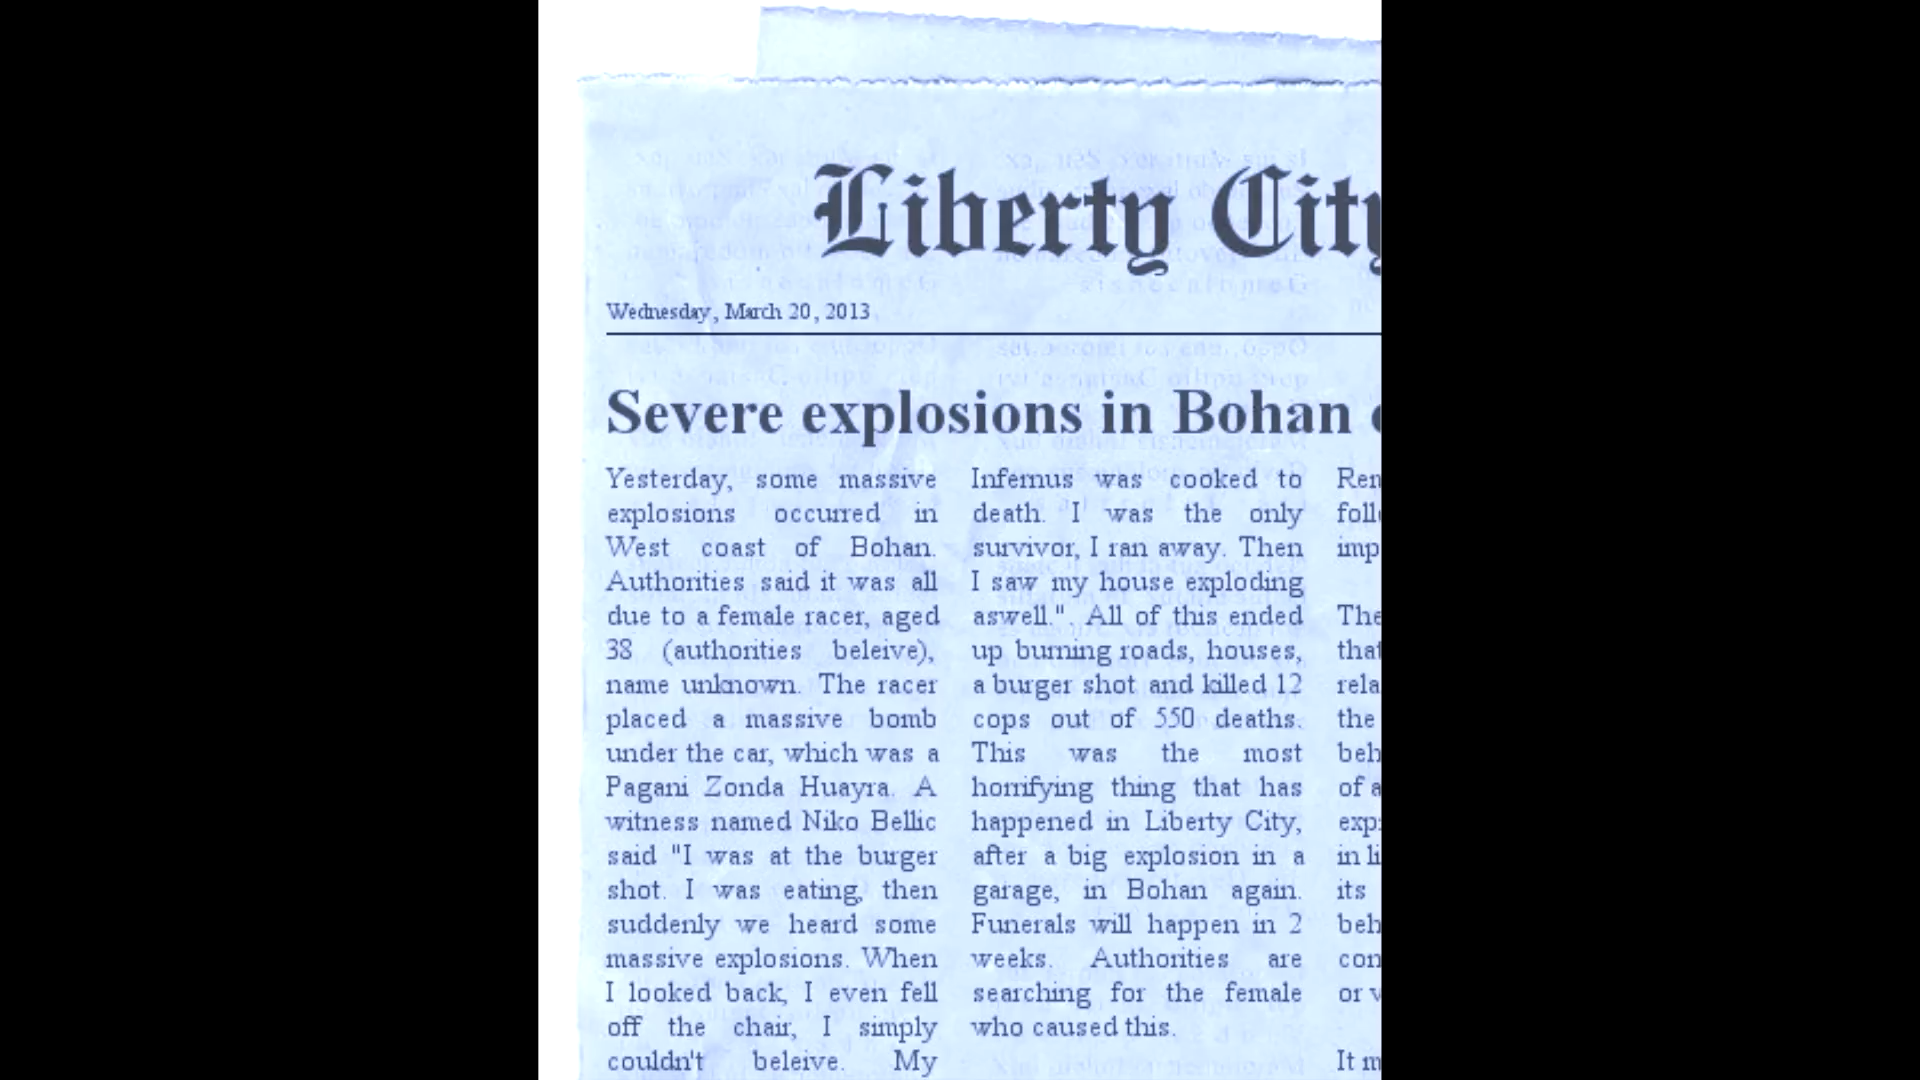 Liberty City
Wednesday, March 20, 2013
Severe explosions in Bohan
Yesterday, some massive
explosions occurred in
West coast of Bohan.
Authorities said it was all
due to a female racer, aged
38 (authorities beleive),
name unknown. The racer
placed a massive bomb
under the car, which was a
Pagani Zonda Huayra. A
witness named Niko Bellic
said "I was at the burger
shot. I was eating, then
suddenly we heard some
massive explosions. When
I looked back, I even fell
off the chair, I simply
couldn't beleive. My
Infernus was cooked to
death. I was the only
survivor, I ran away. Then
I saw my house exploding
aswell.". All of this ended
up burning roads, houses,
a burger shot and killed 12
cops out of 550 deaths.
This was the most
horrifying thing that has
happened in Liberty City,
after a big explosion in a
garage, in Bohan again.
Funerals will happen in 2
weeks. Authorities are
searching for the female
who caused this.
the
of
its
or
It